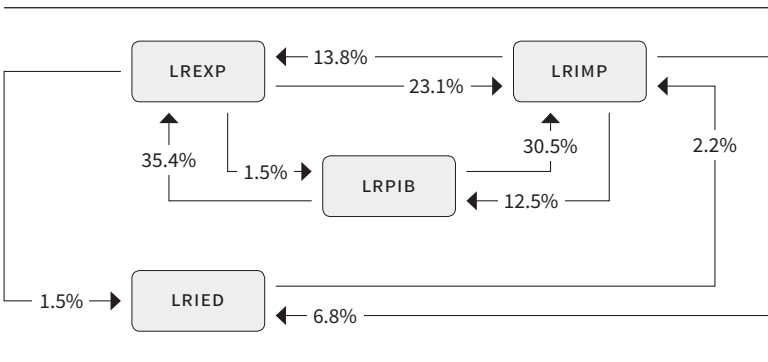 13.8%
LREXP
LRIMP
23.1%
35.4%
30.5%
2.2%
1.5%
LRPIB
12.5%
1.5%
LRIED
6.8%